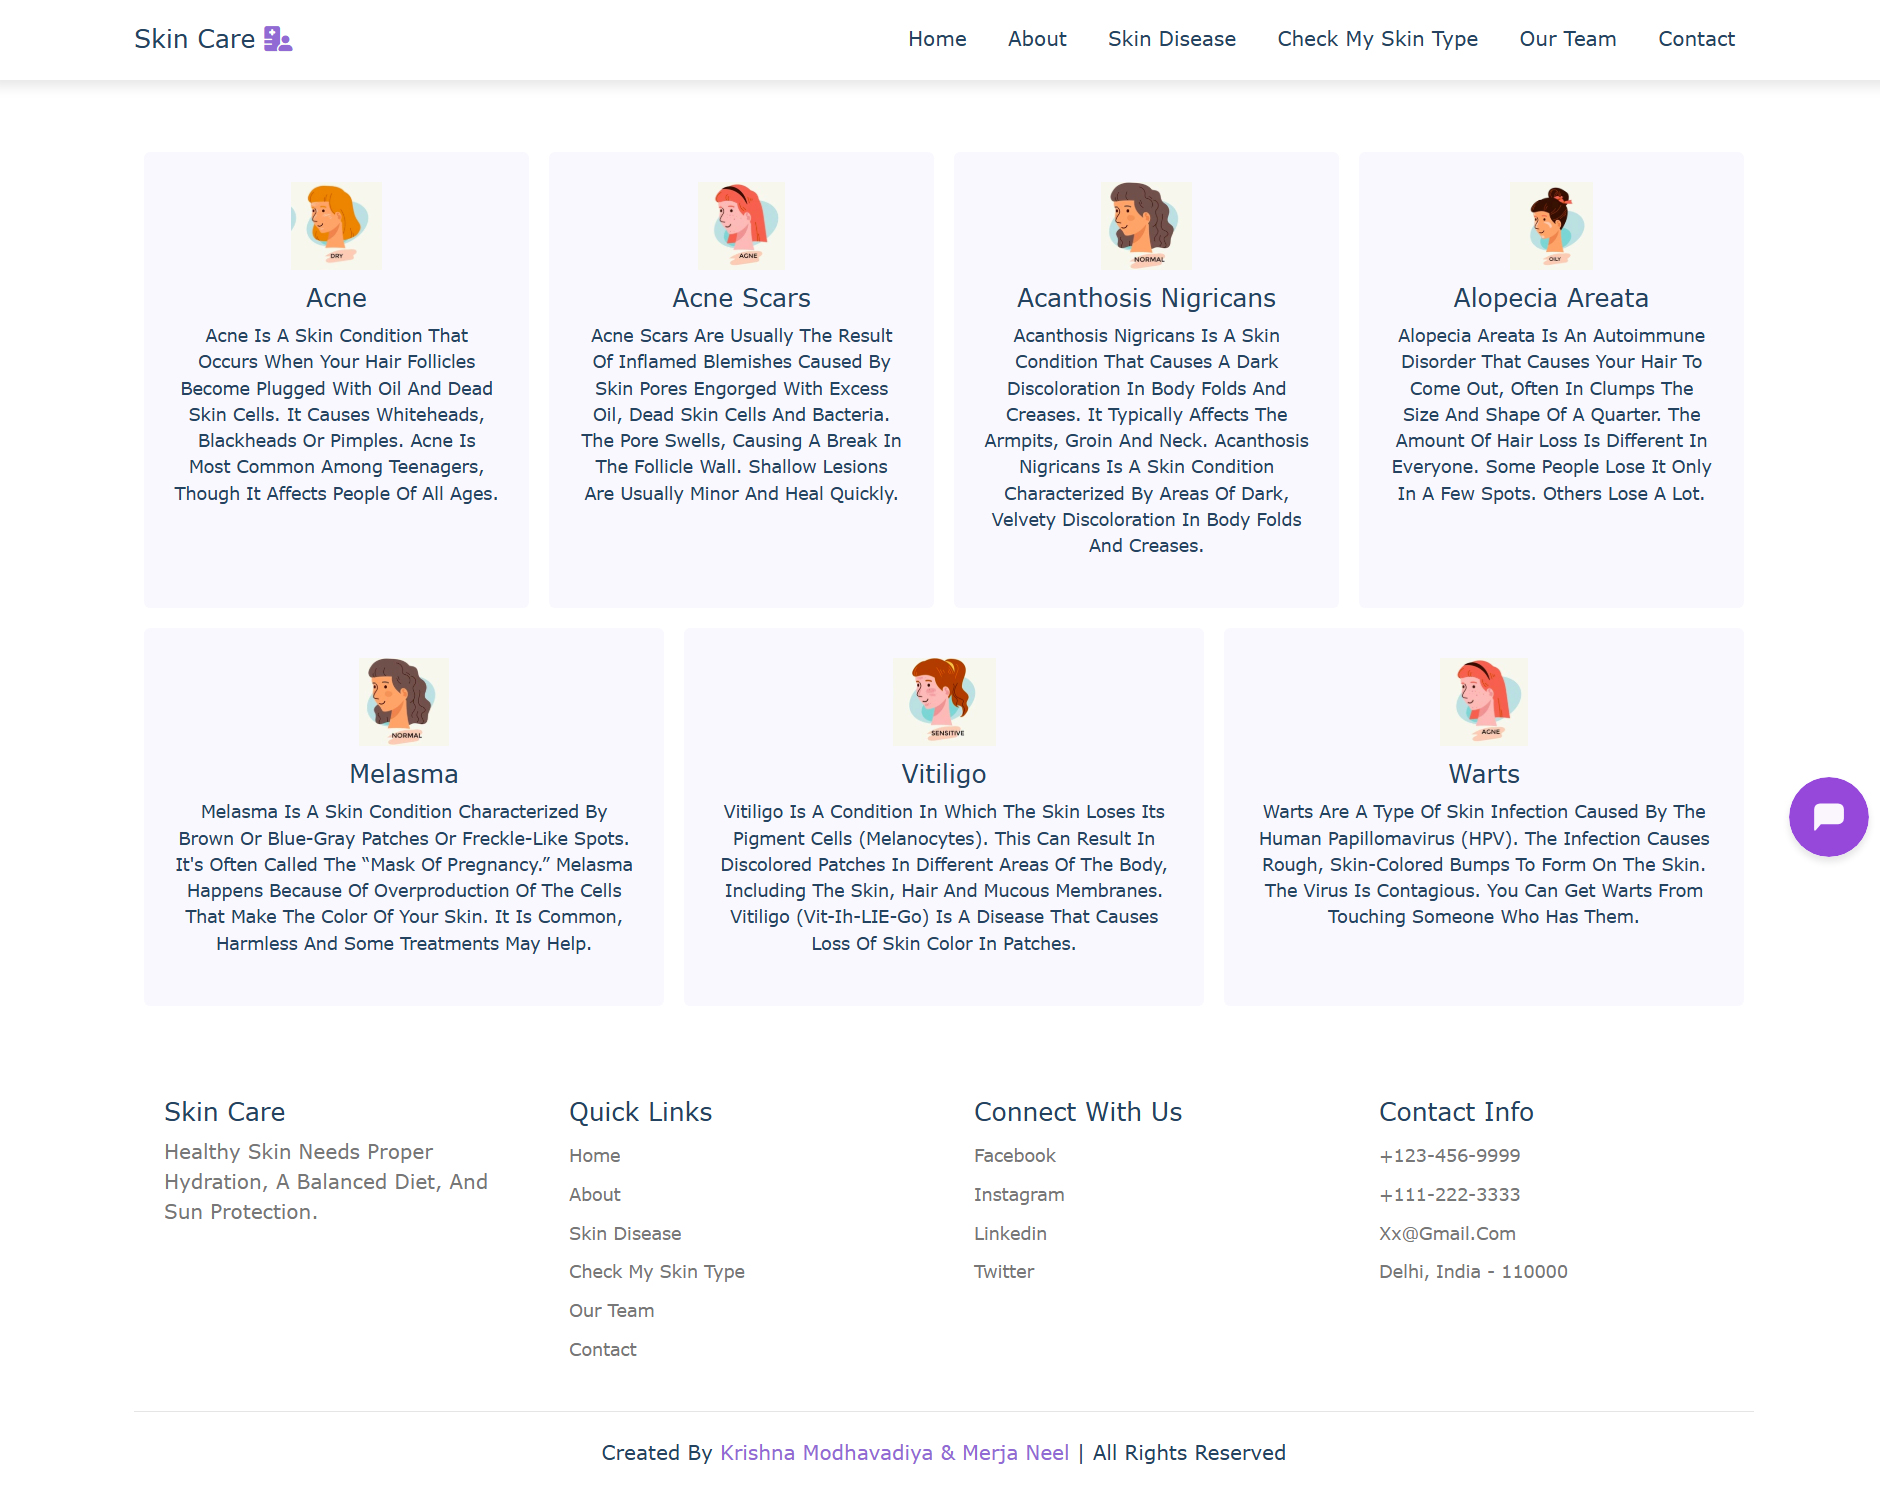 Skin Care
Home
About
Skin Disease
Check My Skin Type
Our Team
Contact
DRY
Acne
Acne Is A Skin Condition That
Occurs When Your Hair Follicles
Become Plugged With Oil And Dead
Skin Cells. It Causes Whiteheads,
Blackheads Or Pimples. Acne Is
Most Common Among Teenagers,
Though It Affects People Of All Ages.
AGNE
Acne Scars
Acne Scars Are Usually The Result
Of Inflamed Blemishes Caused By
Skin Pores Engorged With Excess
Oil, Dead Skin Cells And Bacteria.
The Pore Swells, Causing A Break In
The Follicle Wall. Shallow Lesions
Are Usually Minor And Heal Quickly.
NORMAL
Acanthosis Nigricans
Acanthosis Nigricans Is A Skin
Condition That Causes A Dark
Discoloration In Body Folds And
Creases. It Typically Affects The
Armpits, Groin And Neck. Acanthosis
Nigricans Is A Skin Condition
Characterized By Areas Of Dark,
Velvety Discoloration In Body Folds
And Creases.
OILY
Alopecia Areata
Alopecia Areata Is An Autoimmune
Disorder That Causes Your Hair To
Come Out, Often In Clumps The
Size And Shape Of A Quarter. The
Amount Of Hair Loss Is Different In
Everyone. Some People Lose It Only
In A Few Spots. Others Lose A Lot.
NORMAL
Melasma
Melasma Is A Skin Condition Characterized By
Brown Or Blue-Gray Patches Or Freckle-Like Spots.
It's Often Called The “Mask Of Pregnancy.” Melasma
Happens Because Of Overproduction Of The Cells
That Make The Color Of Your Skin. It Is Common,
Harmless And Some Treatments May Help.
SENSITIVE
Vitiligo
Vitiligo Is A Condition In Which The Skin Loses Its
Pigment Cells (Melanocytes). This Can Result In
Discolored Patches In Different Areas Of The Body,
Including The Skin, Hair And Mucous Membranes.
Vitiligo (Vit-Ih-LIE-Go) Is A Disease That Causes
Loss Of Skin Color In Patches.
AGNE
Warts
Warts Are A Type Of Skin Infection Caused By The
Human Papillomavirus (HPV). The Infection Causes
Rough, Skin-Colored Bumps To Form On The Skin.
The Virus Is Contagious. You Can Get Warts From
Touching Someone Who Has Them.
Skin Care
Healthy Skin Needs Proper
Hydration, A Balanced Diet, And
Sun Protection.
Quick Links
Home
About
Skin Disease
Check My Skin Type
Our Team
Contact
Connect With Us
Facebook
Instagram
Linkedin
Twitter
Contact Info
+123-456-9999
+111-222-3333
Xx@Gmail.Com
Delhi, India - 110000
Created By Krishna Modhavadiya & Merja Neel | All Rights Reserved